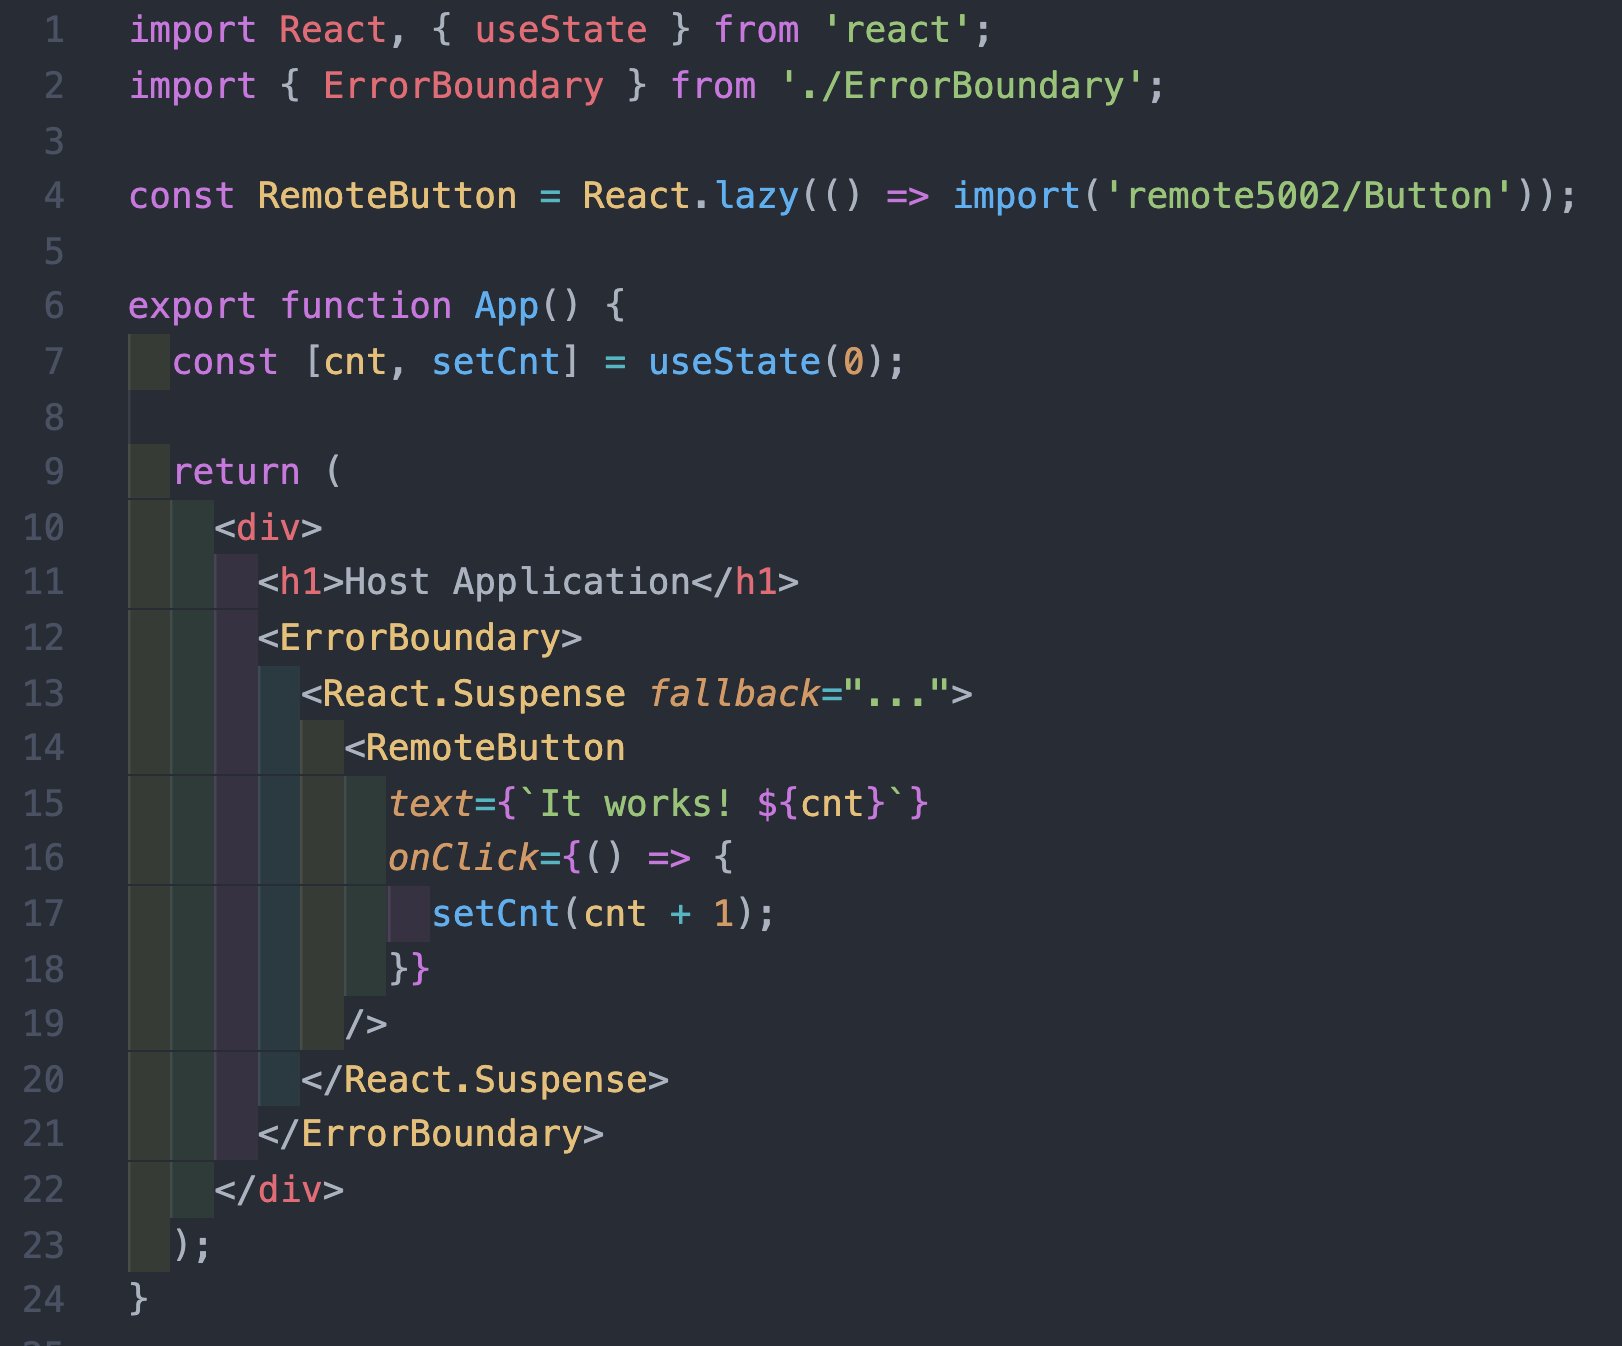 1 import React, { useState } from 'react';
2 import { ErrorBoundary } from './ErrorBoundary';
3
4 const RemoteButton = React.lazy(() => import('remote5002/Button'));
5
6 export function App() {
7   const [cnt, setCnt] = useState(0);
8
9   return (
10     <div>
11       <h1>Host Application</h1>
12       <ErrorBoundary>
13         <React.Suspense fallback="...">
14           <RemoteButton
15             text={`It works! ${cnt}`}
16             onClick={() => {
17               setCnt(cnt + 1);
18             }}
19           />
20         </React.Suspense>
21       </ErrorBoundary>
22     </div>
23   );
24 }